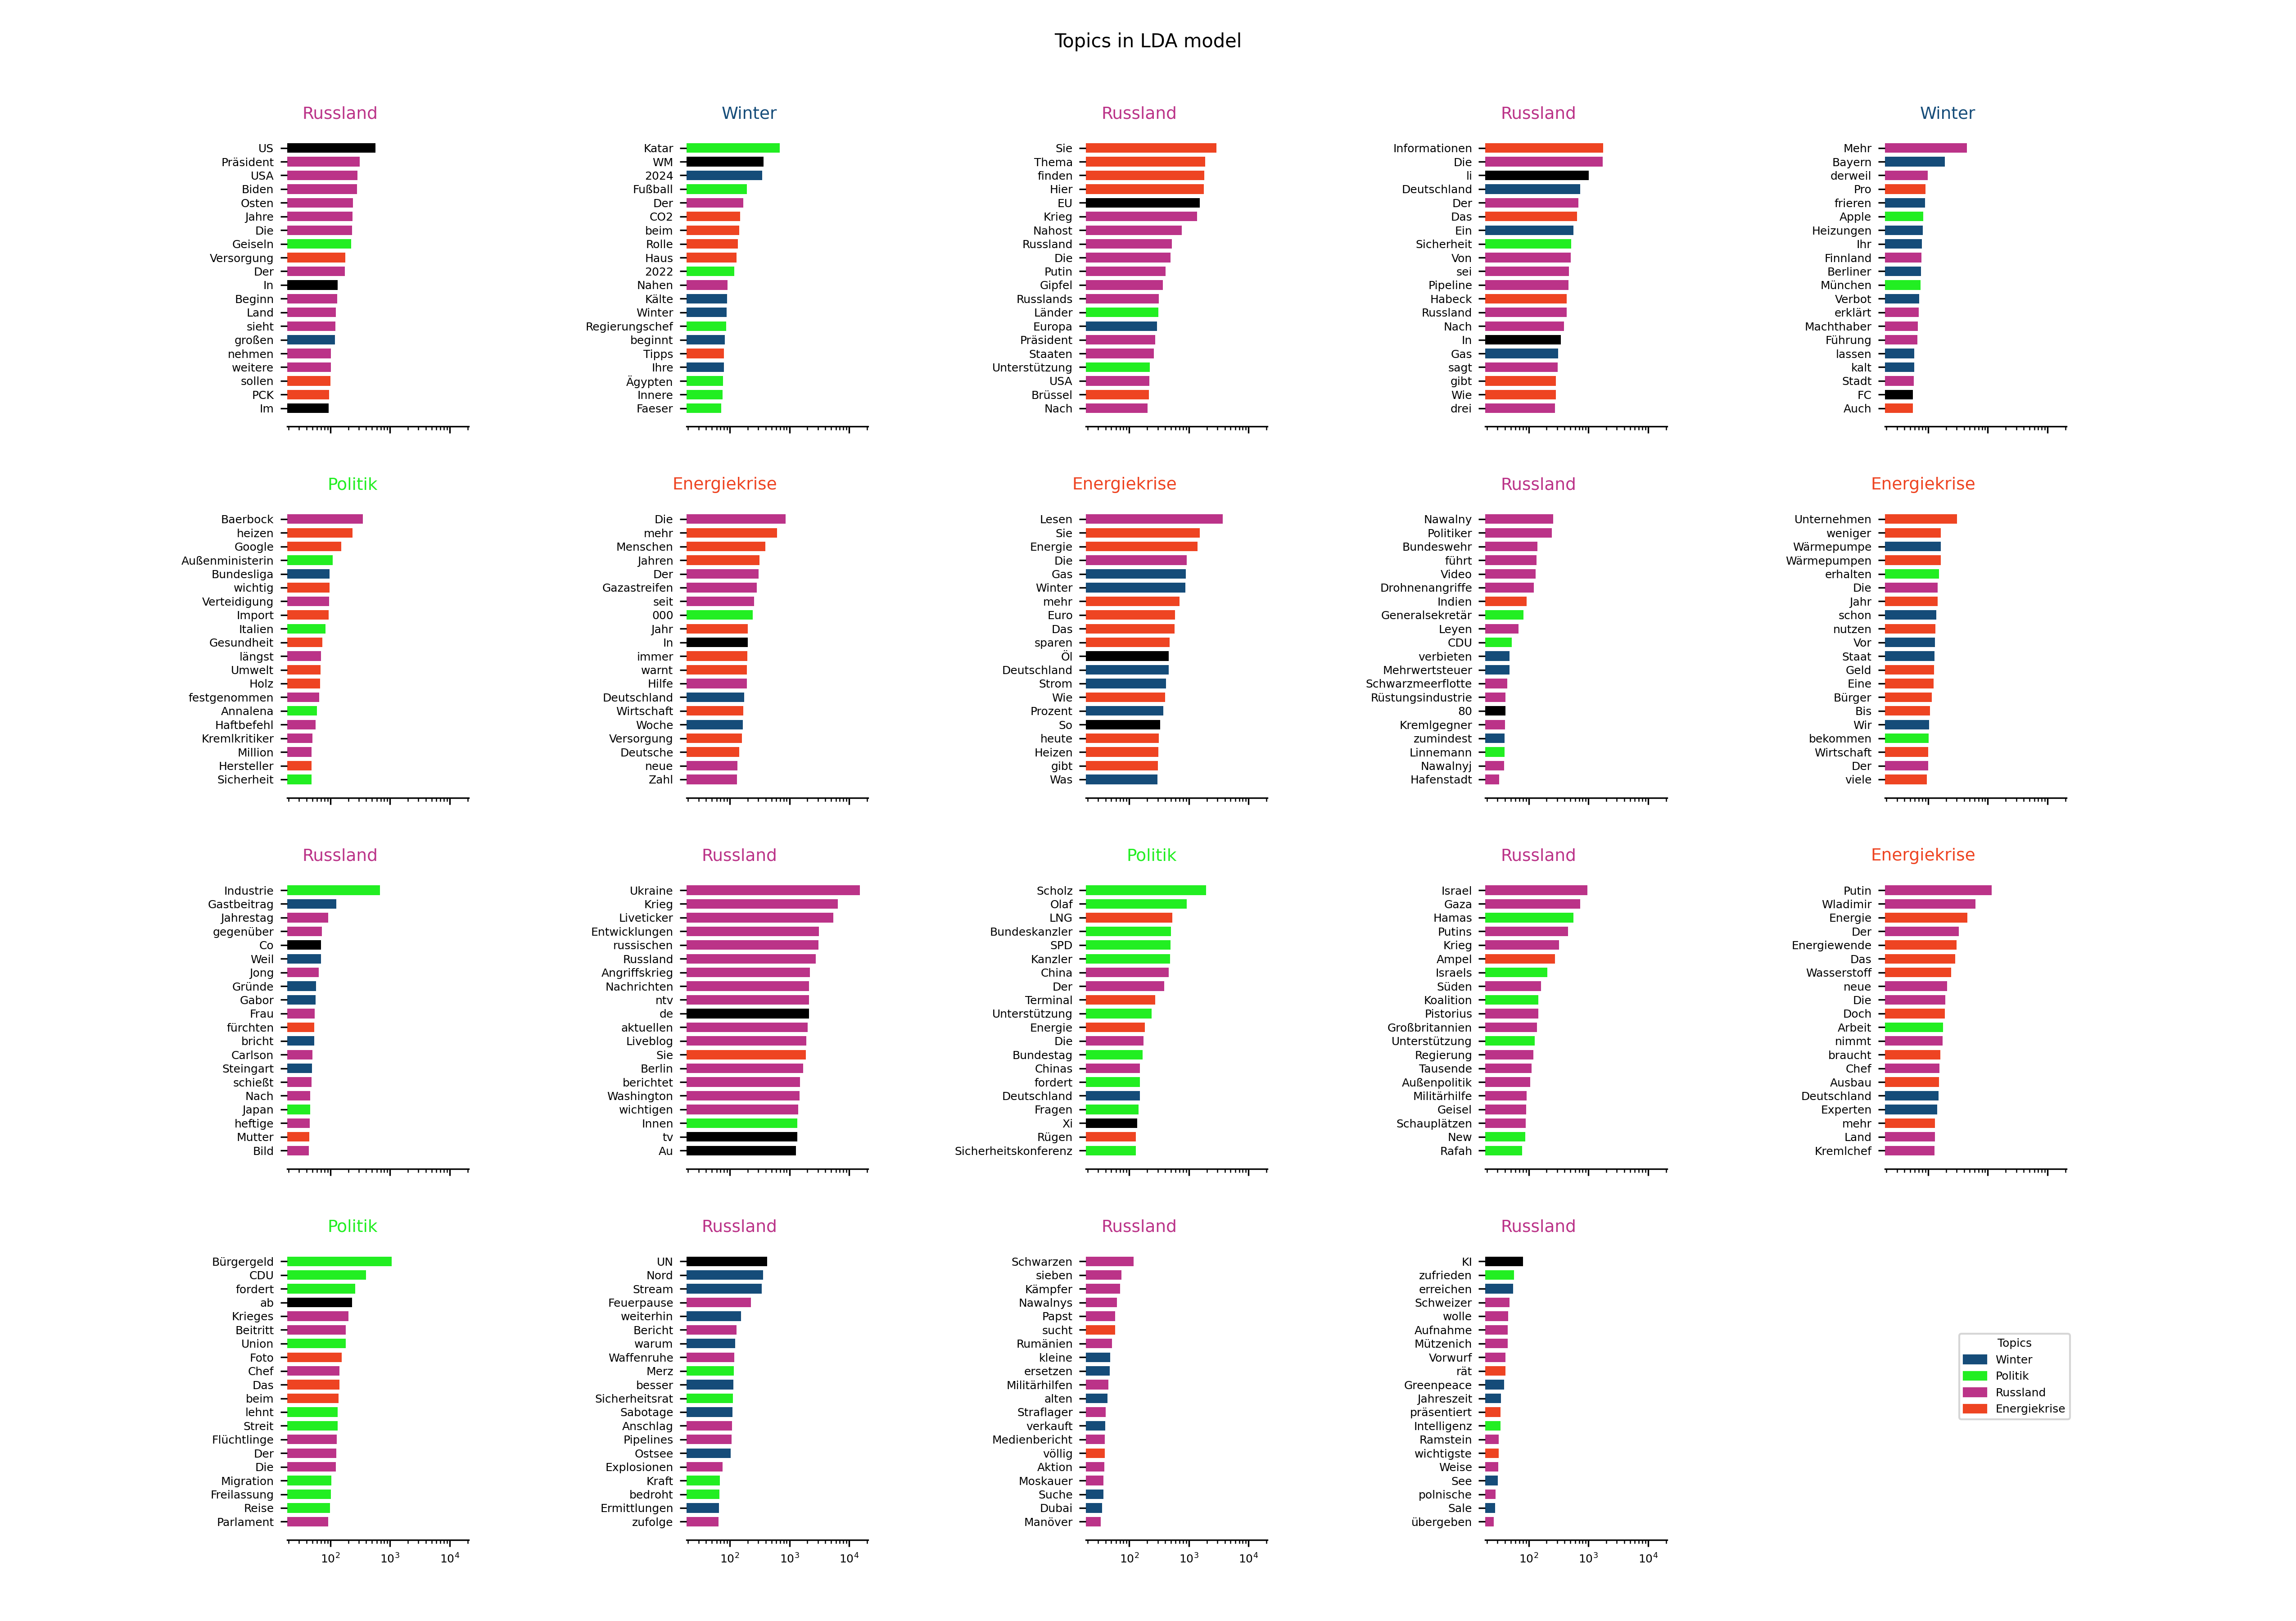 Topics in LDA model
Russland
US
Präsident
USA
Biden
Osten
Jahre
Die
Geiseln
Versorgung
Der
In
Beginn
Land
sieht
großen
nehmen
weitere
sollen
PCK
Im
Winter
Katar
WM
2024
Fußball
Der
CO2
beim
Rolle
Haus
2022
Nahen
Kälte
Winter
Regierungschef
beginnt
Tipps
Ihre
Ägypten
Innere
Faeser
Russland
Sie
Thema
finden
Hier
EU
Krieg
Nahost
Russland
Die
Putin
Gipfel
Russlands
Länder
Europa
Präsident
Staaten
Unterstützung
USA
Brüssel
Nach
Russland
Informationen
Die
li
Deutschland
Der
Das
Ein
Sicherheit
Von
sei
Pipeline
Habeck
Russland
Nach
In
Gas
sagt
gibt
Wie
drei
Winter
Mehr
Bayern
derweil
Pro
frieren
Apple
Heizungen
Ihr
Finnland
Berliner
München
Verbot
erklärt
Machthaber
Führung
lassen
kalt
Stadt
FC
Auch
Politik
Baerbock
heizen
Google
Außenministerin
Bundesliga
wichtig
Verteidigung
Import
Italien
Gesundheit
längst
Umwelt
Holz
festgenommen
Annalena
Haftbefehl
Kremlkritiker
Million
Hersteller
Sicherheit
Energiekrise
Die
mehr
Menschen
Jahren
Der
Gazastreifen
seit
000
Jahr
In
immer
warnt
Hilfe
Deutschland
Wirtschaft
Woche
Versorgung
Deutsche
neue
Zahl
Energiekrise
Lesen
Sie
Energie
Die
Gas
Winter
mehr
Euro
Das
sparen
Öl
Deutschland
Strom
Wie
Prozent
So
heute
Heizen
gibt
Was
Russland
Nawalny
Politiker
Bundeswehr
führt
Video
Drohnenangriffe
Indien
Generalsekretär
Leyen
CDU
verbieten
Mehrwertsteuer
Schwarzmeerflotte
Rüstungsindustrie
80
Kremlgegner
zumindest
Linnemann
Nawalnyj
Hafenstadt
Energiekrise
Unternehmen
weniger
Wärmepumpe
Wärmepumpen
erhalten
Die
Jahr
schon
nutzen
Vor
Staat
Geld
Eine
Bürger
Bis
Wir
bekommen
Wirtschaft
Der
viele
Russland
Industrie
Gastbeitrag
Jahrestag
gegenüber
Co
Weil
Jong
Gründe
Gabor
Frau
fürchten
bricht
Carlson
Steingart
schießt
Nach
Japan
heftige
Mutter
Bild
Russland
Ukraine
Krieg
Liveticker
Entwicklungen
russischen
Russland
Angriffskrieg
Nachrichten
ntv
de
aktuellen
Liveblog
Sie
Berlin
berichtet
Washington
wichtigen
Innen
tv
Au
Politik
Scholz
Olaf
LNG
Bundeskanzler
SPD
Kanzler
China
Der
Terminal
Unterstützung
Energie
Die
Bundestag
Chinas
fordert
Deutschland
Fragen
Xi
Rügen
Sicherheitskonferenz
Russland
Israel
Gaza
Hamas
Putins
Krieg
Ampel
Israels
Süden
Koalition
Pistorius
Großbritannien
Unterstützung
Regierung
Tausende
Außenpolitik
Militärhilfe
Geisel
Schauplätzen
New
Rafah
Energiekrise
Putin
Wladimir
Energie
Der
Energiewende
Das
Wasserstoff
neue
Die
Doch
Arbeit
nimmt
braucht
Chef
Ausbau
Deutschland
Experten
mehr
Land
Kremlchef
Politik
Bürgergeld
CDU
fordert
ab
Krieges
Beitritt
Union
Foto
Chef
Das
beim
lehnt
Streit
Flüchtlinge
Der
Die
Migration
Freilassung
Reise
Parlament
10² 10³ 10⁴
Russland
UN
Nord
Stream
Feuerpause
weiterhin
Bericht
warum
Waffenruhe
Merz
besser
Sicherheitsrat
Sabotage
Anschlag
Pipelines
Ostsee
Explosionen
Kraft
bedroht
Ermittlungen
zufolge
10² 10³ 10⁴
Russland
Schwarzen
sieben
Kämpfer
Nawalnys
Papst
sucht
Rumänien
kleine
ersetzen
Militärhilfen
alten
Straflager
verkauft
Medienbericht
völlig
Aktion
Moskauer
Suche
Dubai
Manöver
10² 10³ 10⁴
Russland
KI
zufrieden
erreichen
Schweizer
wolle
Aufnahme
Mützenich
Vorwurf
rät
Greenpeace
Jahreszeit
präsentiert
Intelligenz
Ramstein
wichtigste
Weise
See
polnische
Sale
übergeben
10² 10³ 10⁴
Topics
Winter
Politik
Russland
Energiekrise